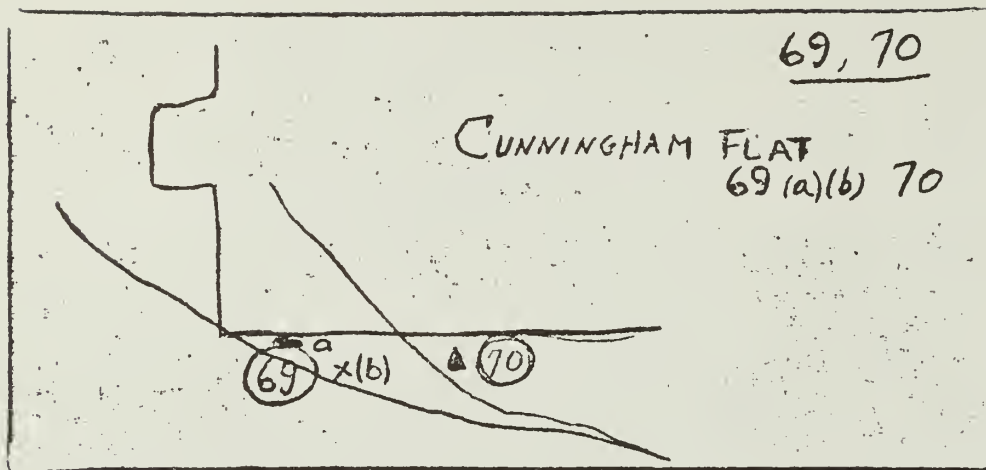 69, 70
CUNNINGHAM FLAT
69 (a)(b) 70
a
69 x(b) 70